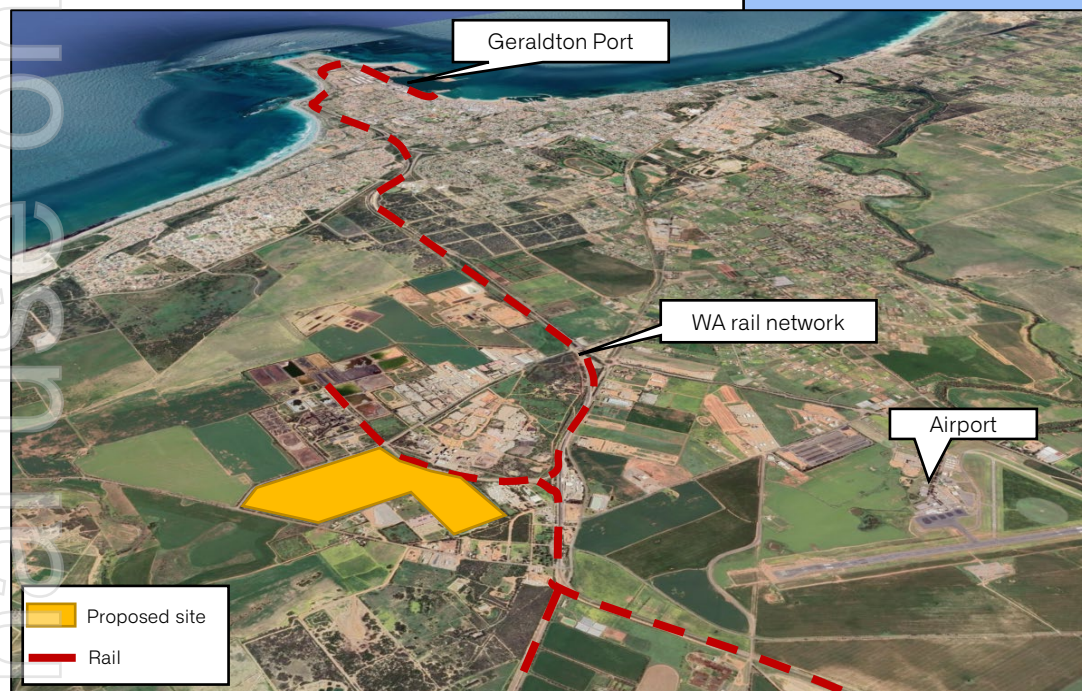 Geraldton Port
WA rail network
Airport
Proposed site
Rail